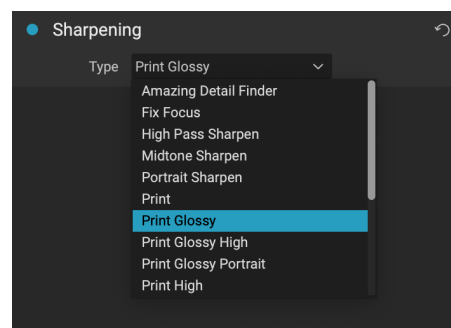 Sharpening
Type Print Glossy
Amazing Detail Finder
Fix Focus
High Pass Sharpen
Midtone Sharpen
Portrait Sharpen
Print
Print Glossy
Print Glossy High
Print Glossy Portrait
Print High